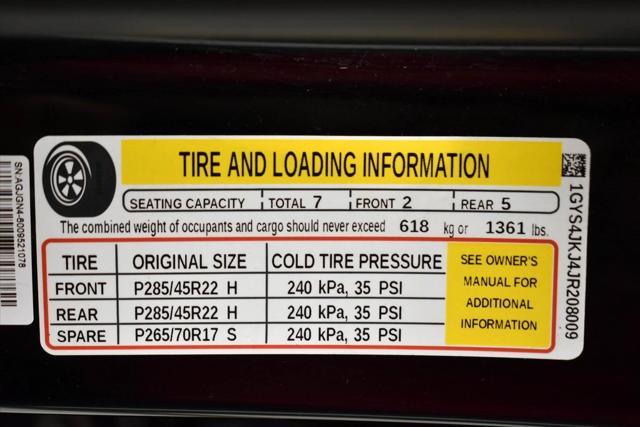 TIRE AND LOADING INFORMATION
SEATING CAPACITY TOTAL 7 FRONT 2 REAR 5
The combined weight of occupants and cargo should never exceed 618 kg or 1361 lbs.
TIRE ORIGINAL SIZE COLD TIRE PRESSURE
FRONT P285/45R22 H 240 kPa, 35 PSI
REAR P285/45R22 H 240 kPa, 35 PSI
SPARE P265/70R17 S 240 kPa, 35 PSI
SEE OWNER'S
MANUAL FOR
ADDITIONAL
INFORMATION
1GYS4JKJ4JR208009
SN:AGJGN4-8009521078